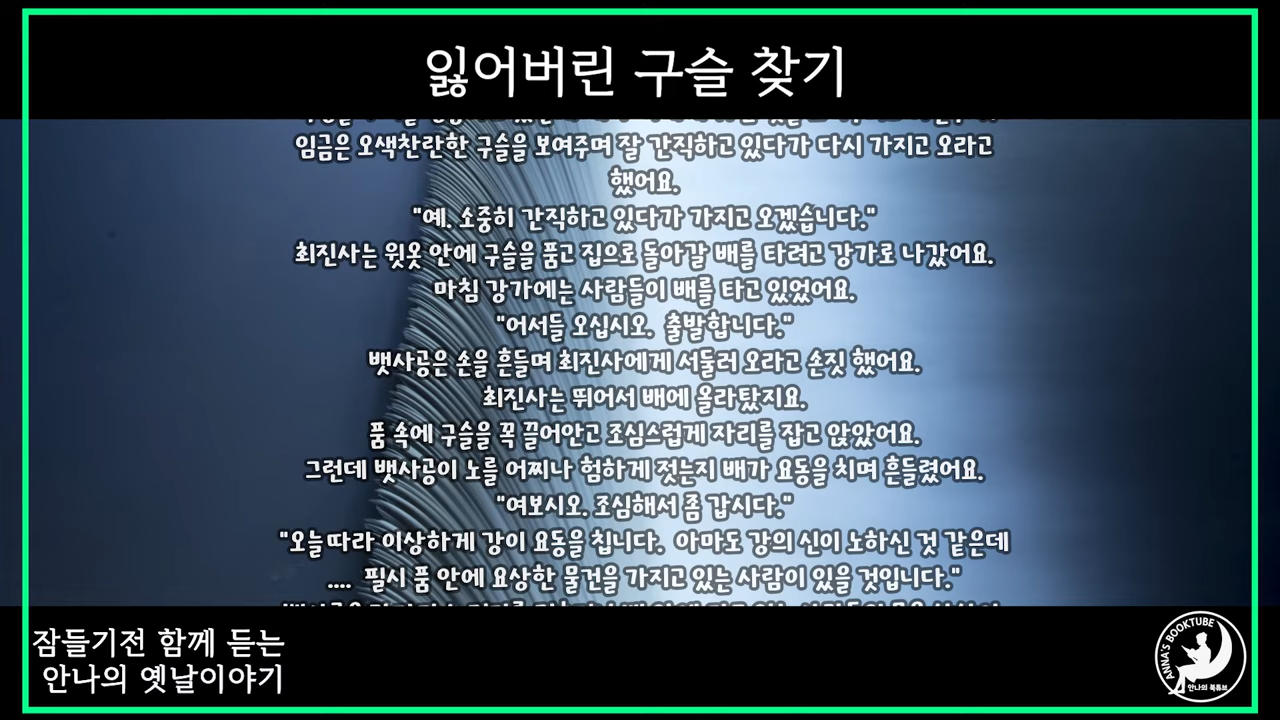 잃어버린 구슬 찾기
임금은 오색찬란한 구슬을 보여주며 잘 간직하고 있다가 다시 가지고 오라고
했어요.
"예. 소중히 간직하고 있다가 가지고 오겠습니다."
최진사는 윗옷 안에 구슬을 품고 집으로 돌아갈 배를 타려고 강가로 나갔어요.
마침 강가에는 사람들이 배를 타고 있었어요.
"어서들 오십시오.  출발합니다."
뱃사공은 손을 흔들며 최진사에게 서둘러 오라고 손짓 했어요.
최진사는 뛰어서 배에 올라탔지요.
품 속에 구슬을 꼭 끌어안고 조심스럽게 자리를 잡고 앉았어요.
그런데 뱃사공이 노를 어찌나 험하게 젓는지 배가 요동을 치며 흔들렸어요.
"여보시오. 조심해서 좀 갑시다."
"오늘따라 이상하게 강이 요동을 칩니다.  아마도 강의 신이 노하신 것 같은데
....  필시 품 안에 요상한 물건을 가지고 있는 사람이 있을 것입니다."
잠들기전 함께 듣는
안나의 옛날이야기
ANNA'S BOOKTUBE
안나의 북튜브